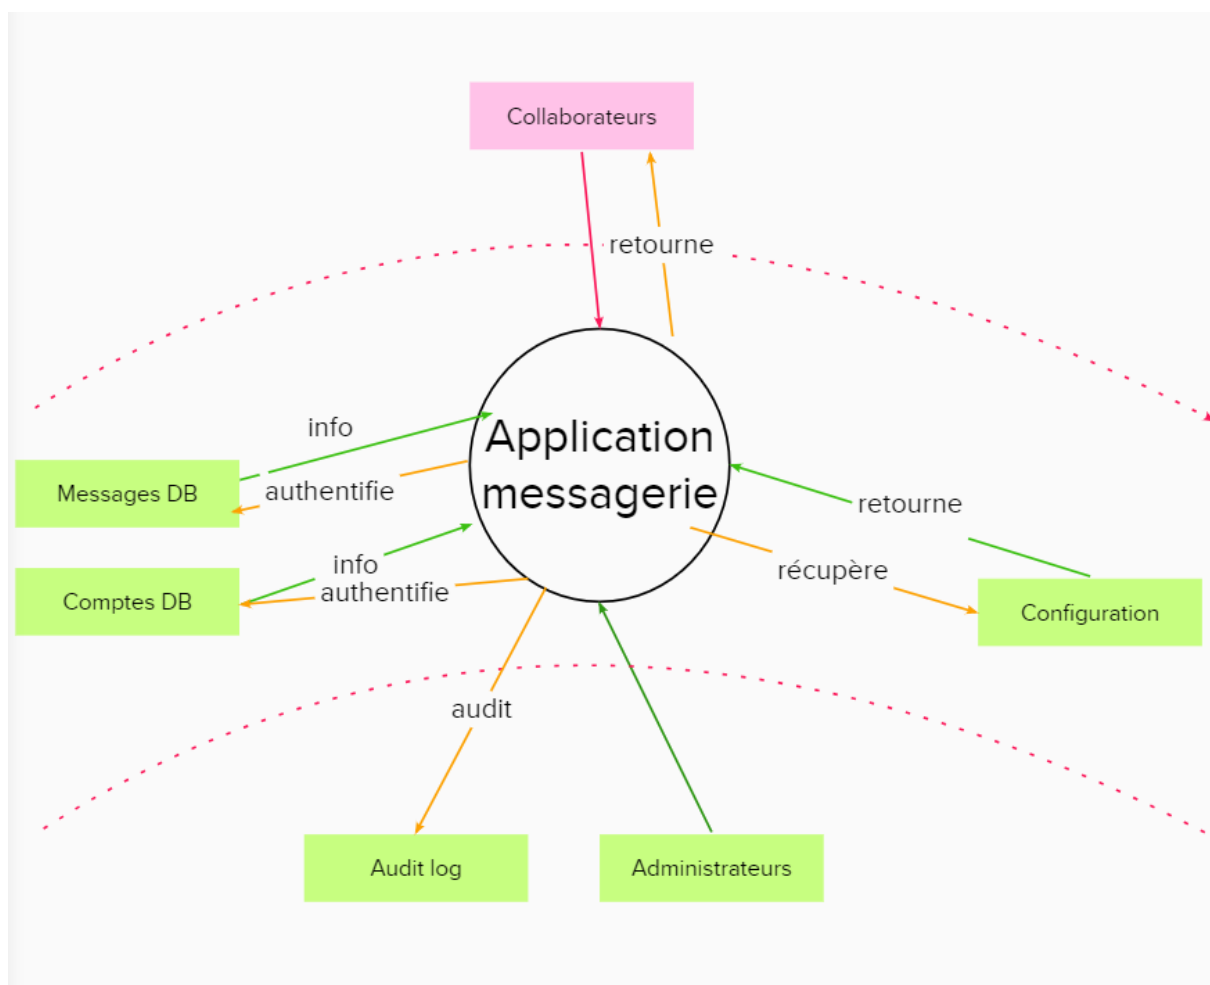 Collaborateurs
retourne
info
Application
messagerie
Messages DB
authentifie
retourne
info
récupère
authentifie
Comptes DB
Configuration
audit
Audit log
Administrateurs